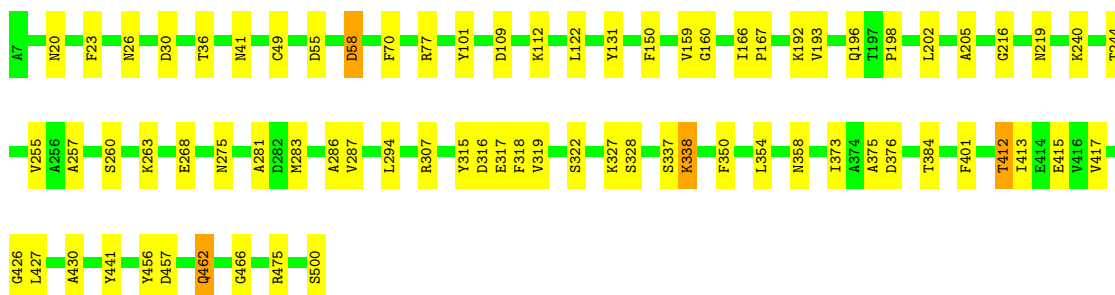 A7 N20 F23 N26 D30 T36 N41 C49 D55 D58 F70 R77 Y101 D109 K112 L122 Y131 F150 V159 G160 I166 P167 K192 V193 Q196 T197 P198 L202 A205 G216 N219 K240 T244
V255 A256 A257 S260 K263 E268 N275 A281 D282 M283 A286 V287 L294 R307 Y315 D316 E317 F318 V319 S322 K327 S328 S337 K338 F350 L354 N358 I373 A374 A375 D376 T384 F401 T412 I413 E414 E415 V416 V417
G426 L427 A430 Y441 Y456 D457 Q462 G466 R475 S500